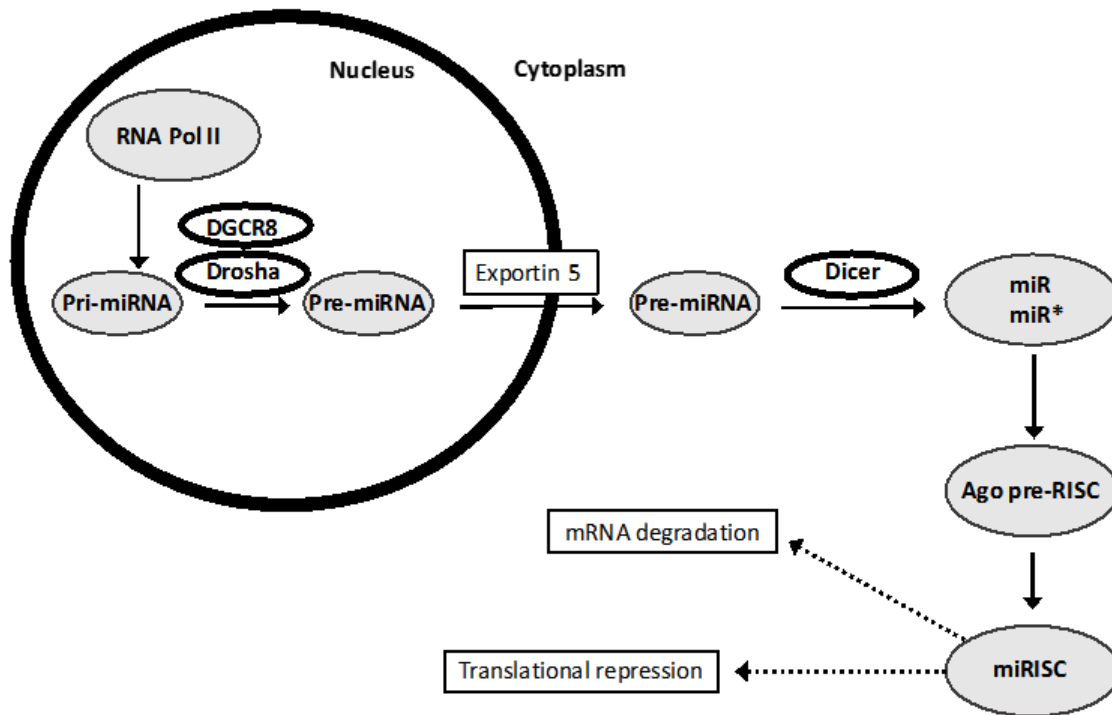 Nucleus
Cytoplasm
RNA Pol II
DGCR8
Drosha
Pri-miRNA
Pre-miRNA
Exportin 5
Pre-miRNA
Dicer
miR
miR*
Ago pre-RISC
mRNA degradation
miRISC
Translational repression